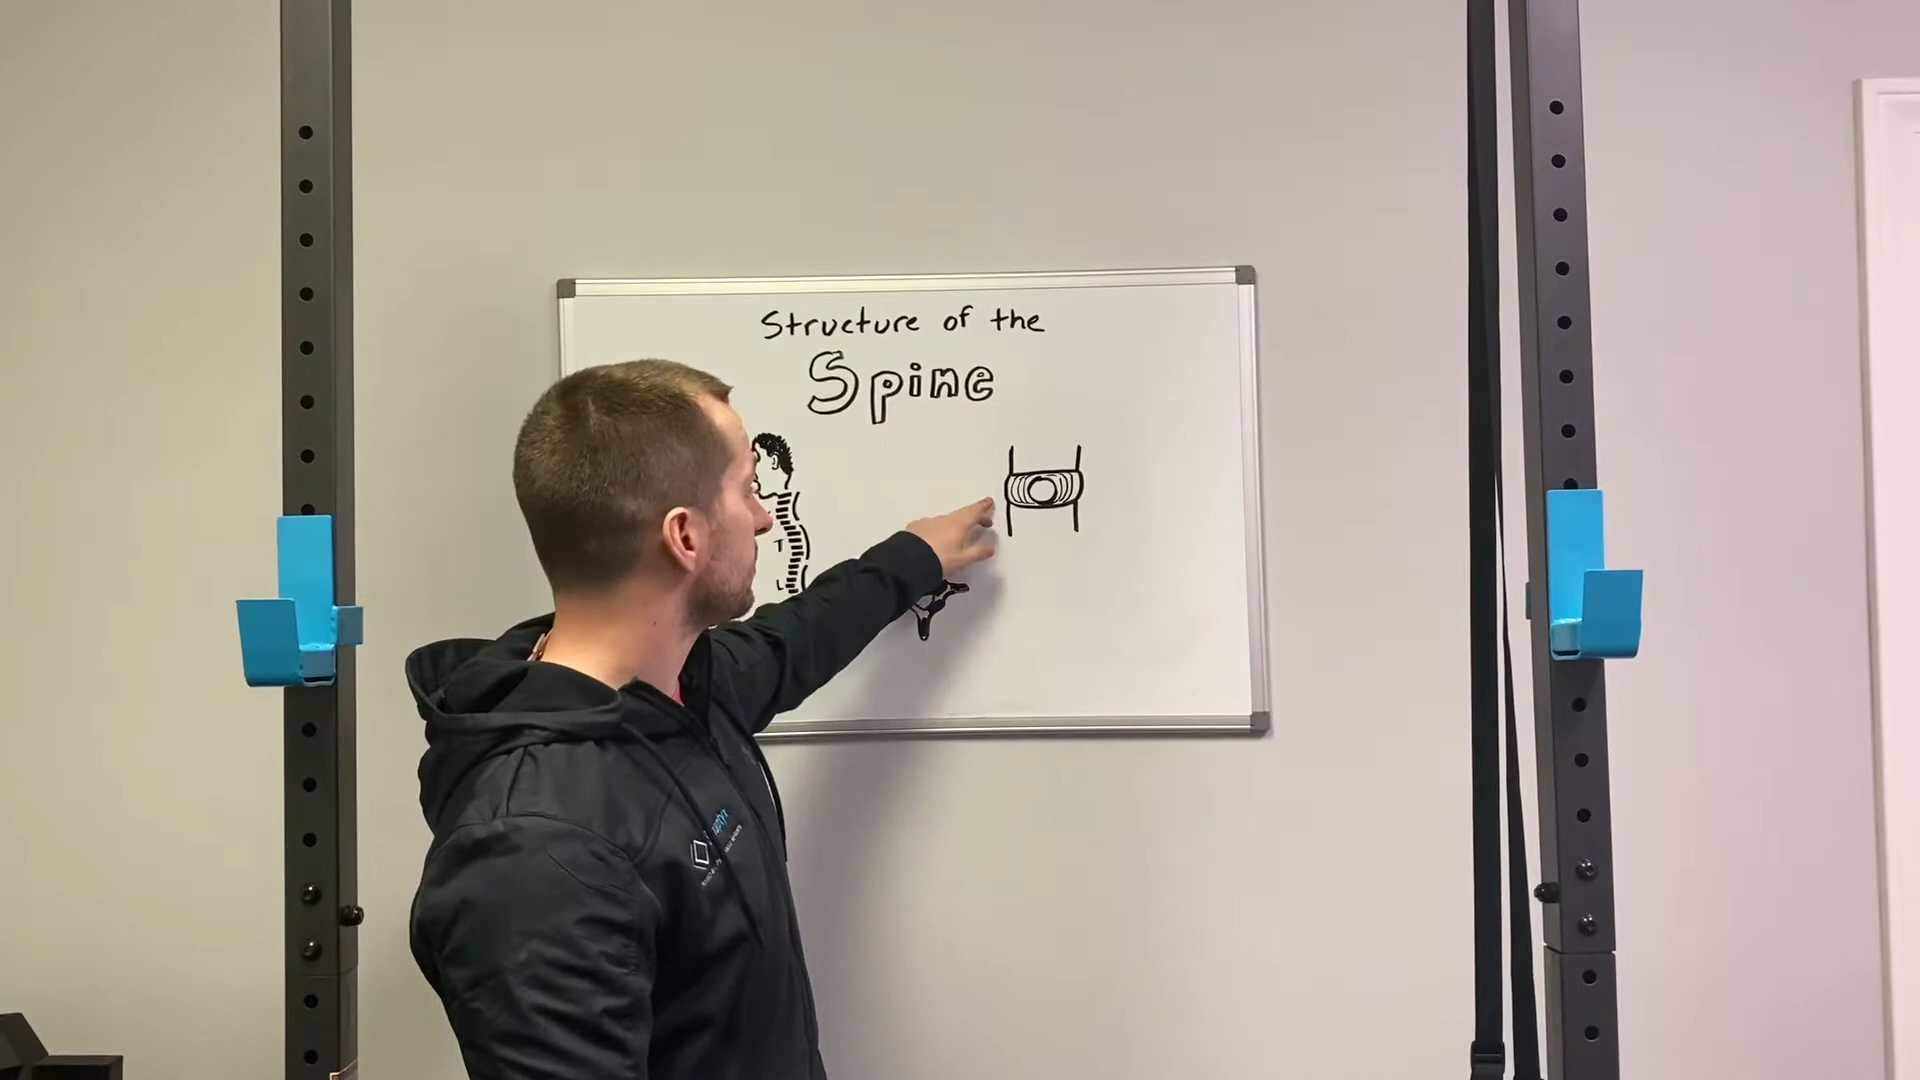 Structure of the
Spine
T
L